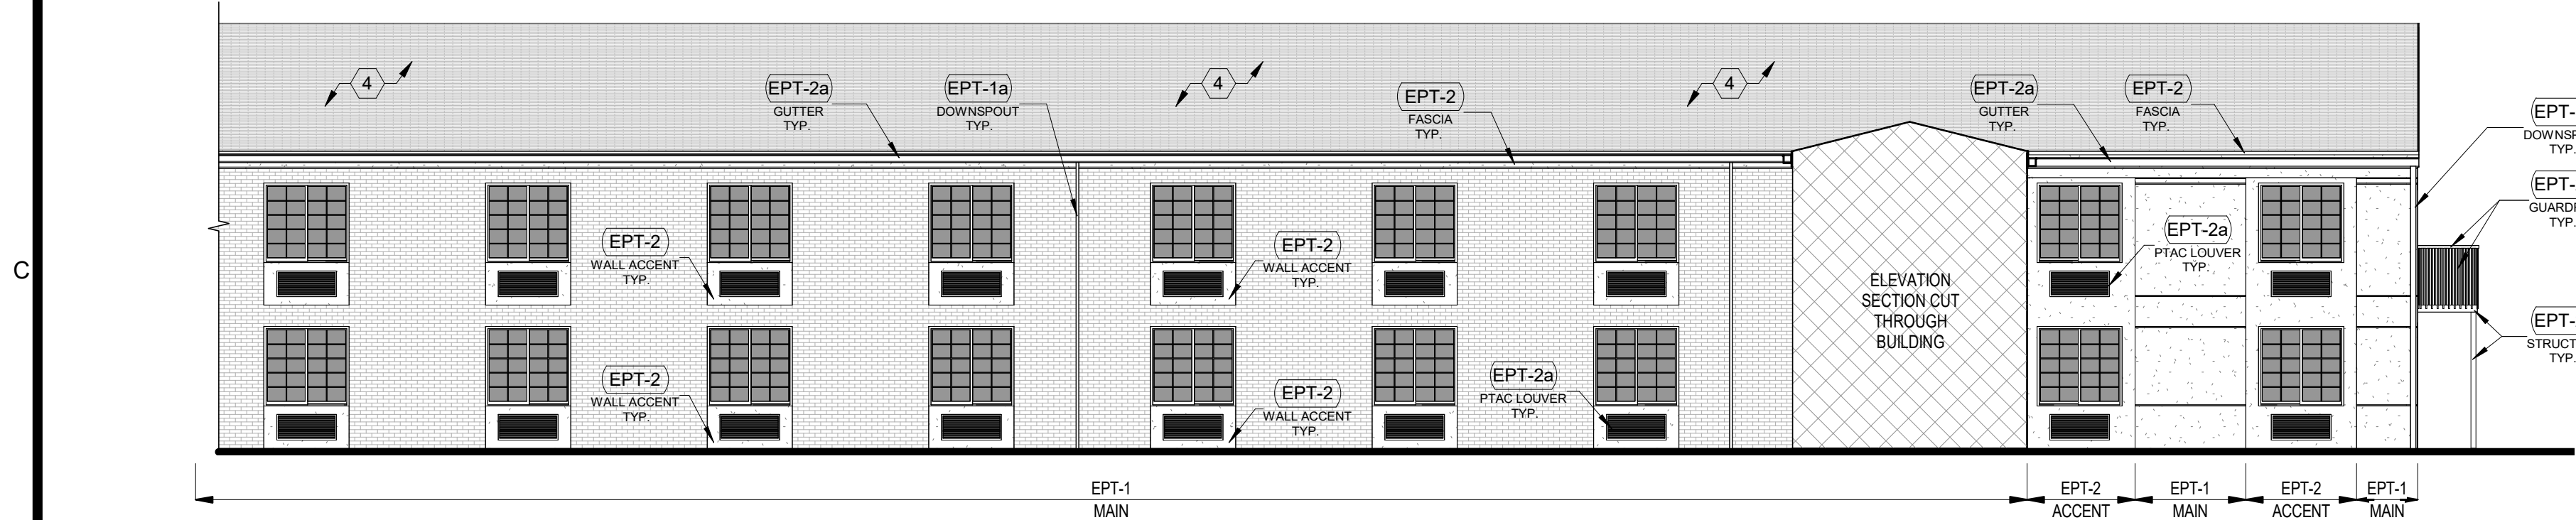 4
EPT-2a
GUTTER
TYP.
EPT-1a
DOWNSPOUT
TYP.
4
EPT-2
FASCIA
TYP.
4
EPT-2a
GUTTER
TYP.
EPT-2
FASCIA
TYP.
EPT-
DOWNSP
TYP.
EPT-
GUARDR
TYP.
EPT-2
WALL ACCENT
TYP.
EPT-2
WALL ACCENT
TYP.
EPT-2a
PTAC LOUVER
TYP.
C
ELEVATION
SECTION CUT
THROUGH
BUILDING
EPT-
STRUCT
TYP.
EPT-2
WALL ACCENT
TYP.
EPT-2
WALL ACCENT
TYP.
EPT-2a
PTAC LOUVER
TYP.
EPT-1
MAIN
EPT-2
ACCENT
EPT-1
MAIN
EPT-2
ACCENT
EPT-1
MAIN